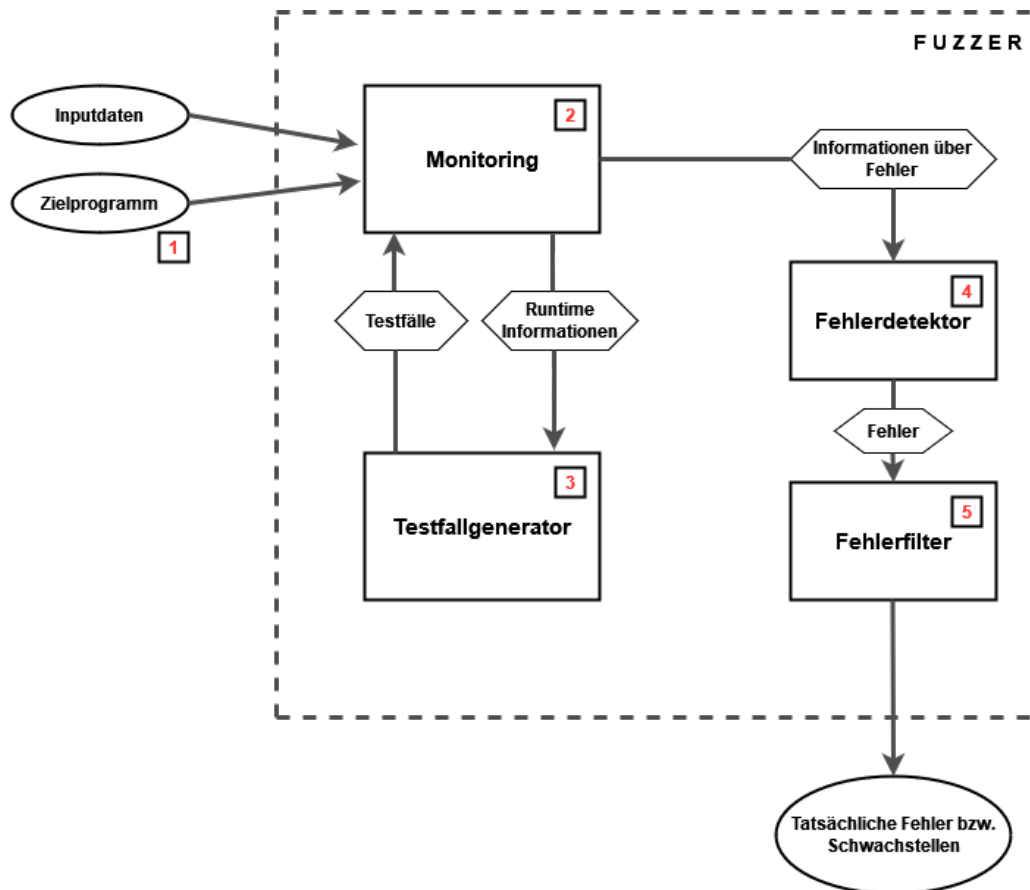 F U Z Z E R
Inputdaten
2
Monitoring
Informationen über
Fehler
Zielprogramm
1
Testfälle
Runtime
Informationen
4
Fehlerdetektor
Fehler
3
Testfallgenerator
5
Fehlerfilter
Tatsächliche Fehler bzw.
Schwachstellen